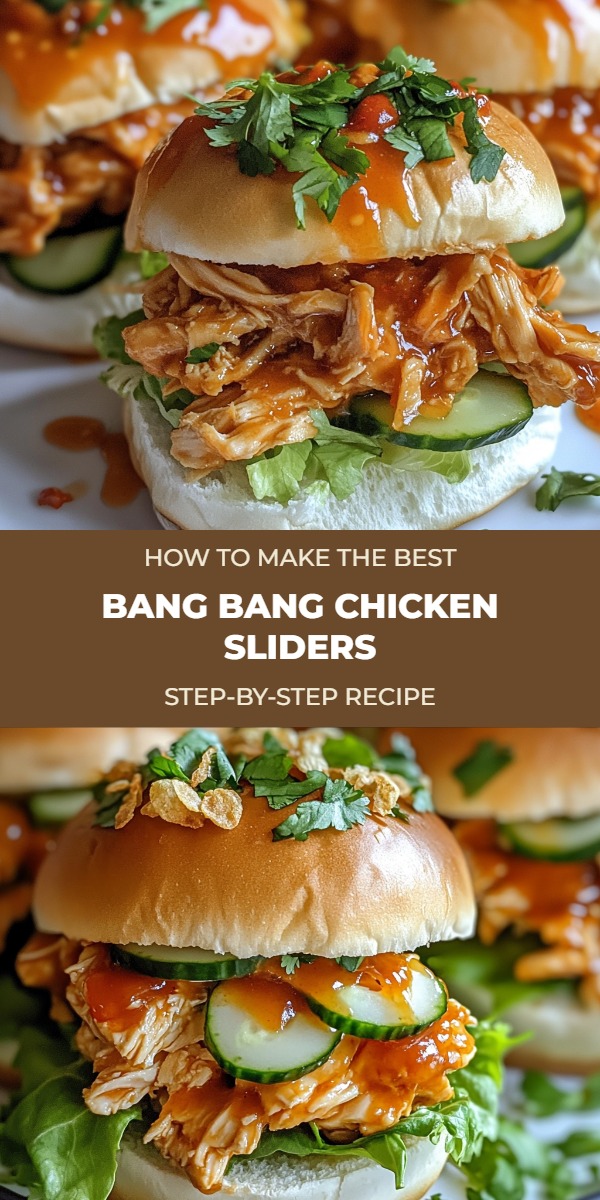 HOW TO MAKE THE BEST
BANG BANG CHICKEN
SLIDERS
STEP-BY-STEP RECIPE